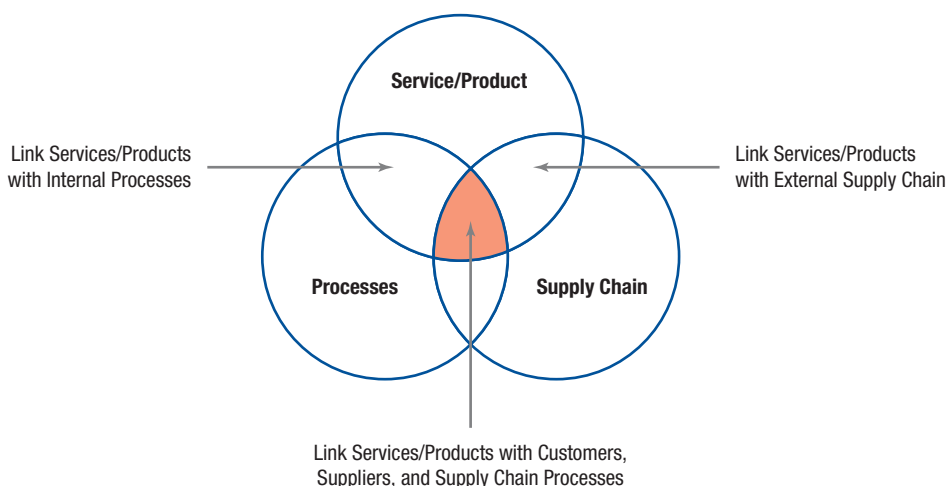 Service/Product
Link Services/Products
with Internal Processes
Link Services/Products
with External Supply Chain
Processes
Supply Chain
Link Services/Products with Customers,
Suppliers, and Supply Chain Processes